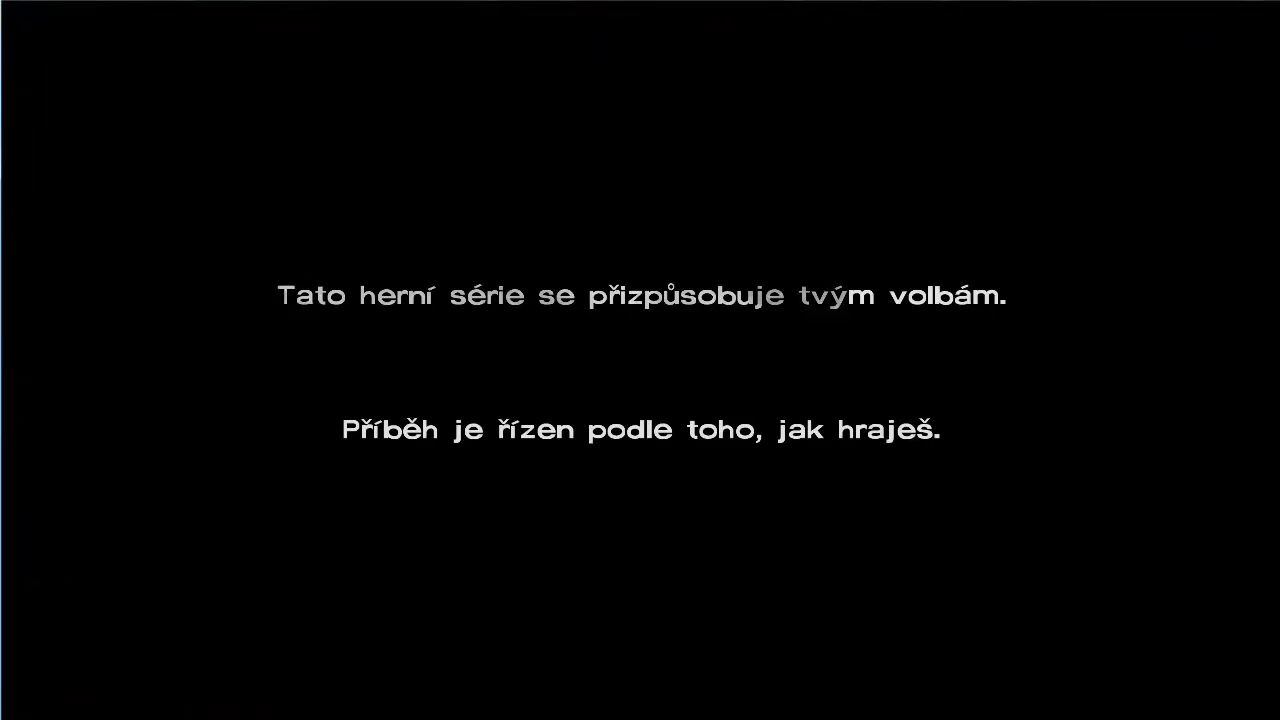 Tato herní série se přizpůsobuje tvým volbám.
Příběh je řízen podle toho, jak hraješ.